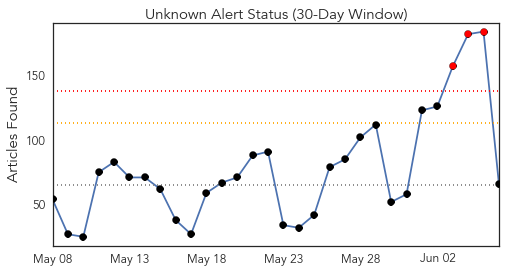 Unknown Alert Status (30-Day Window)
Articles Found
150
100
50
May 08 May 13 May 18 May 23 May 28 Jun 02